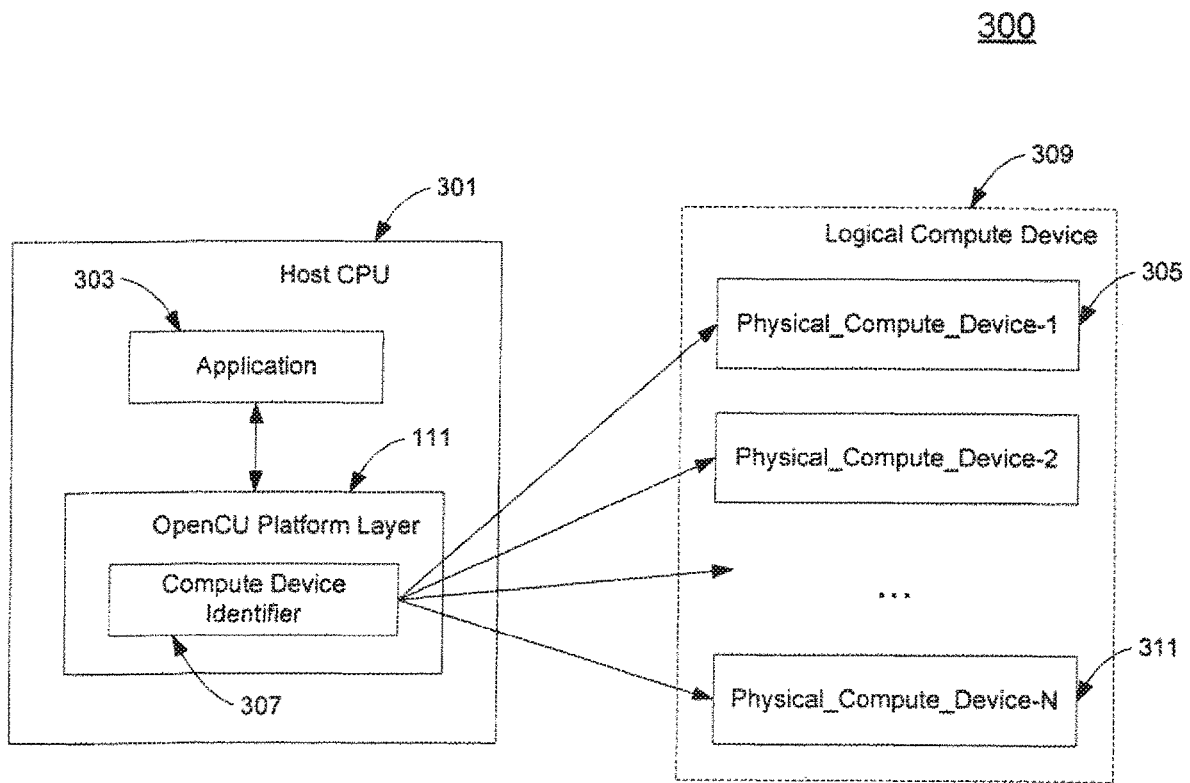 300
309
301
Logical Compute Device
Host CPU
303
305
Physical_Compute_Device-1
Application
111
Physical_Compute_Device-2
OpenCU Platform Layer
Compute Device
Identifier
...
307
311
Physical_Compute_Device-N